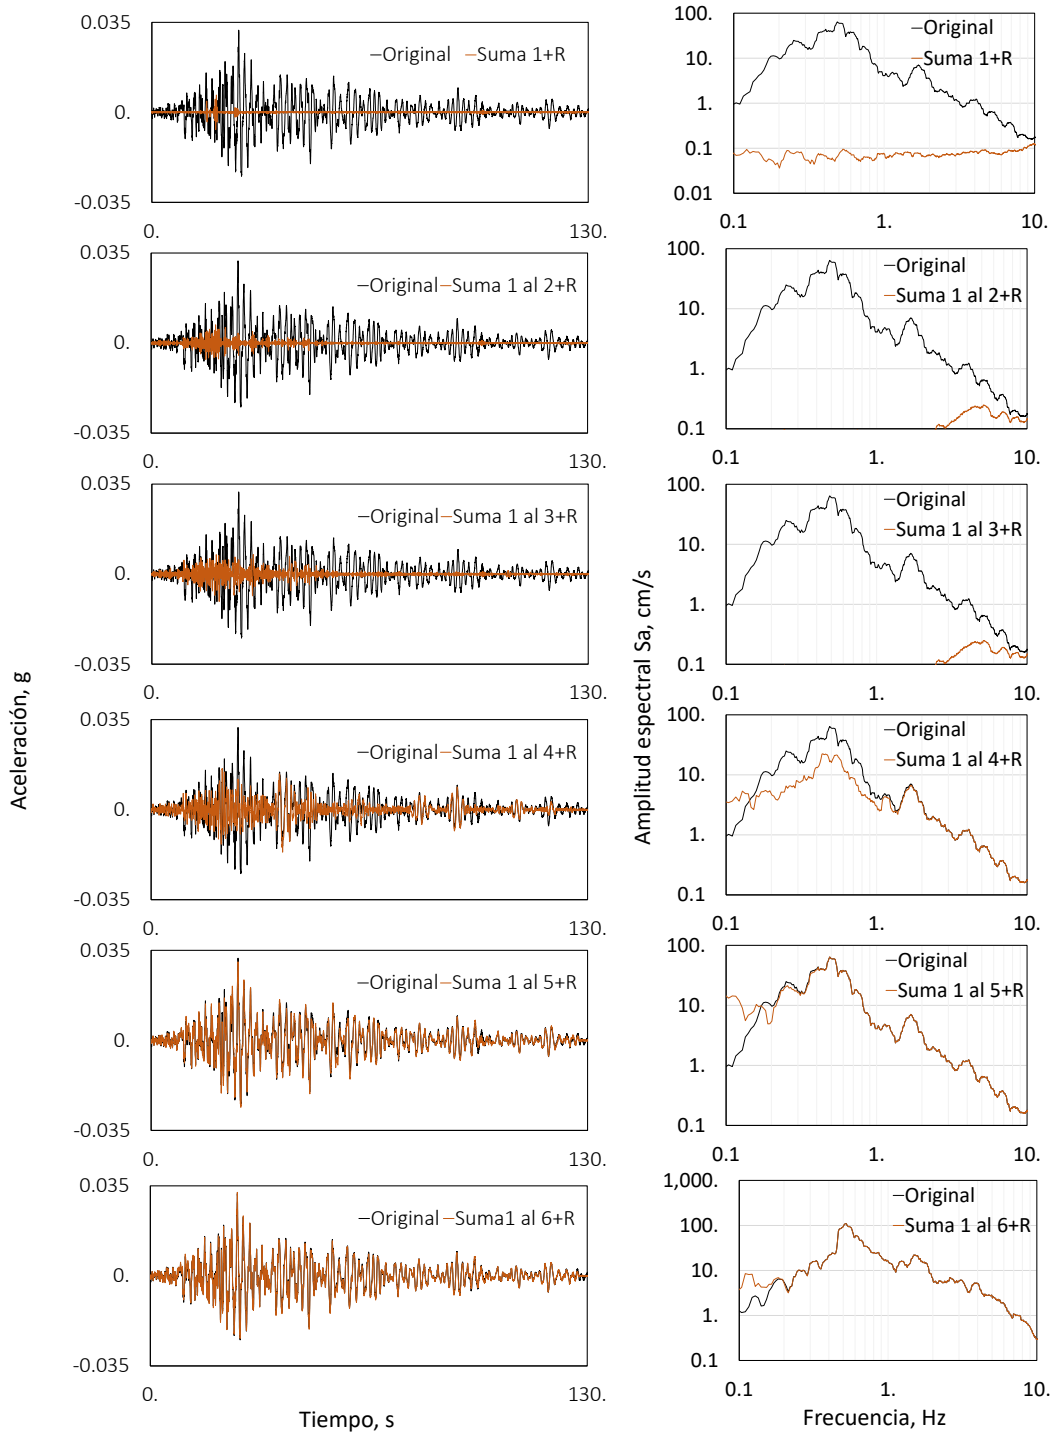 0.035
Original Suma 1+R
0.
-0.035
0. 130.
100.
Original
10.
Suma 1+R
1.
0.1
0.01
0.1 1. 10.
0.035
Original Suma 1 al 2+R
0.
-0.035
0. 130.
100.
Original
Suma 1 al 2+R
10.
1.
0.1
0.1 1. 10.
0.035
Original Suma 1 al 3+R
0.
-0.035
0. 130.
100.
Original
Suma 1 al 3+R
10.
1.
0.1
0.1 1. 10.
Aceleración, g
Amplitud espectral Sa, cm/s
0.035
Original Suma 1 al 4+R
0.
-0.035
0. 130.
100.
Original
Suma 1 al 4+R
10.
1.
0.1
0.1 1. 10.
0.035
Original Suma 1 al 5+R
0.
-0.035
0. 130.
100.
Original
Suma 1 al 5+R
10.
1.
0.1
0.1 1. 10.
0.035
Original Suma1 al 6+R
0.
-0.035
0. 130.
Tiempo, s
1,000.
Original
100.
Suma 1 al 6+R
10.
1.
0.1
0.1 1. 10.
Frecuencia, Hz